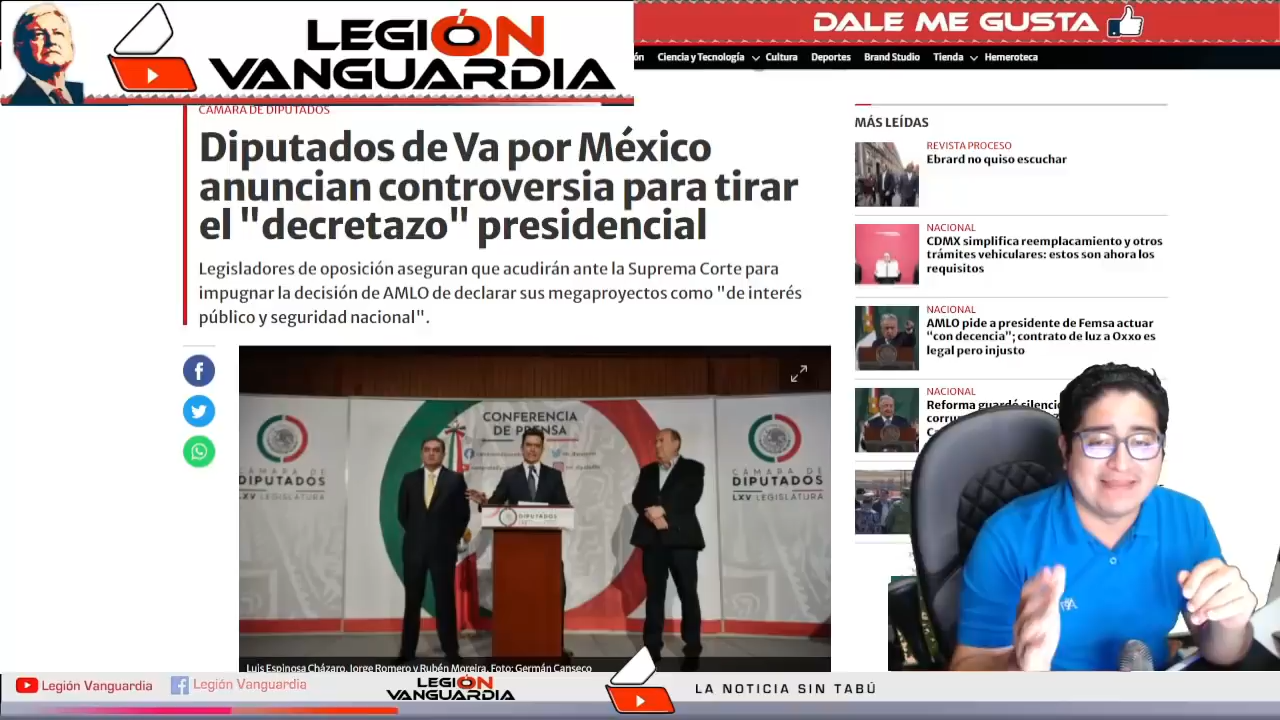 LEGIÓN
VANGUARDIA
DALE ME GUSTA
ón Ciencia y Tecnología Cultura Deportes Brand Studio Tienda Hemeroteca
CÁMARA DE DIPUTADOS
Diputados de Va por México
anuncian controversia para tirar
el "decretazo" presidencial
Legisladores de oposición aseguran que acudirán ante la Suprema Corte para
impugnar la decisión de AMLO de declarar sus megaproyectos como "de interés
público y seguridad nacional".
CONFERENCIA
DE PRENSA
CÁMARA DE
DIPUTADOS
LXV LEGISLATURA
DIPUTADOS
CÁMARA DE
DIPUTADOS
LXV LEGISLATURA
Luis Espinosa Cházaro, Jorge Romero y Rubén Moreira. Foto: Germán Canseco
MÁS LEÍDAS
REVISTA PROCESO
Ebrard no quiso escuchar
NACIONAL
CDMX simplifica reemplacamiento y otros
trámites vehiculares: estos son ahora los
requisitos
NACIONAL
AMLO pide a presidente de Femsa actuar
“con decencia”; contrato de luz a Oxxo es
legal pero injusto
NACIONAL
Reforma guardó silencio
corru
Legión Vanguardia
Legión Vanguardia
LEGIÓN
VANGUARDIA
LA NOTICIA SIN TABÚ